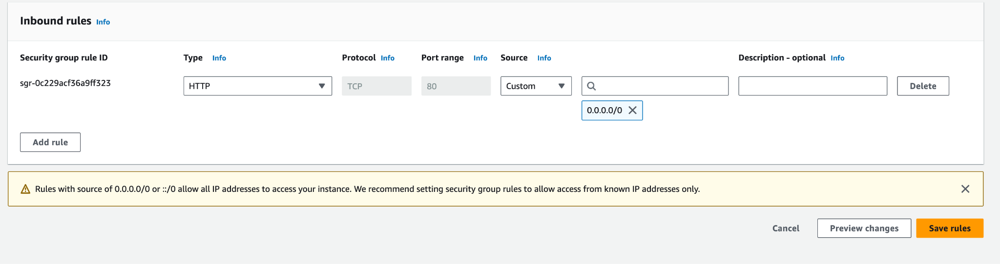 Inbound rules Info
Security group rule ID Type Info Protocol Info Port range Info Source Info Description - optional Info
sgr-0c229acf36a9ff323 HTTP TCP 80 Custom Delete
0.0.0.0/0
Add rule
Rules with source of 0.0.0.0/0 or ::/0 allow all IP addresses to access your instance. We recommend setting security group rules to allow access from known IP addresses only.
Cancel Preview changes Save rules